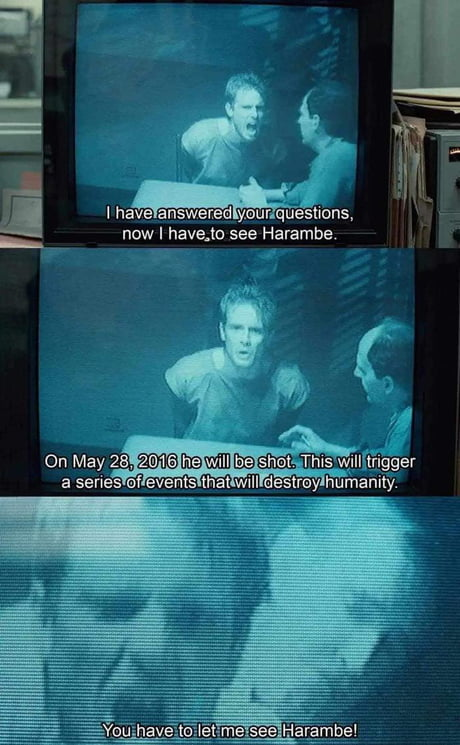 I have answered your questions,
now I have to see Harambe.
On May 28, 2016 he will be shot. This will trigger
a series of events that will destroy humanity.
You have to let me see Harambe!